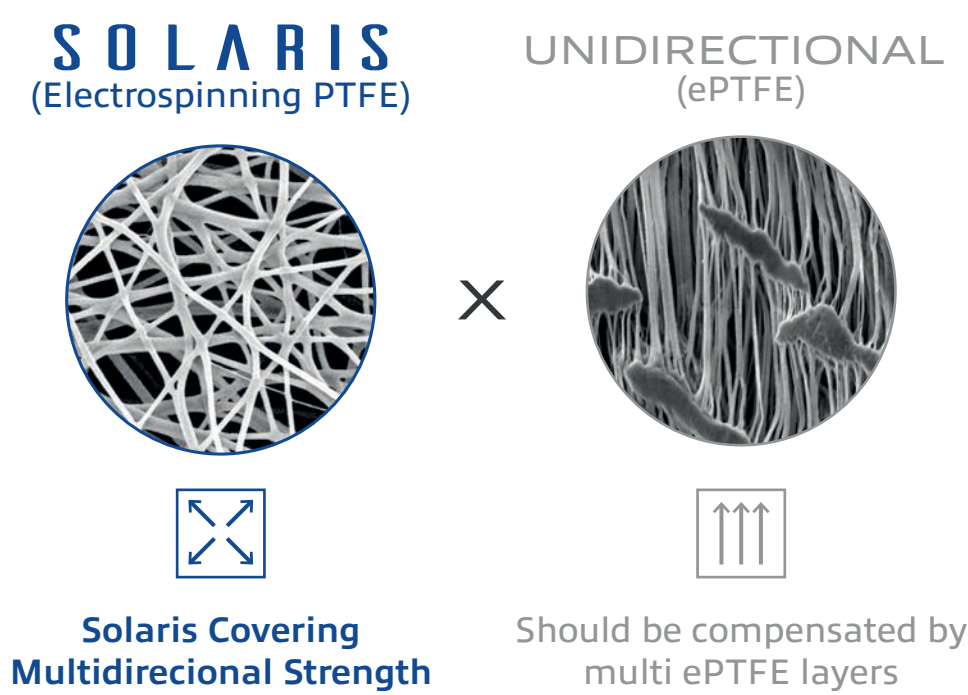 SOLARIS
(Electrospinning PTFE)
UNIDIRECTIONAL
(ePTFE)
×
Solaris Covering
Multidirecional Strength
Should be compensated by
multi ePTFE layers